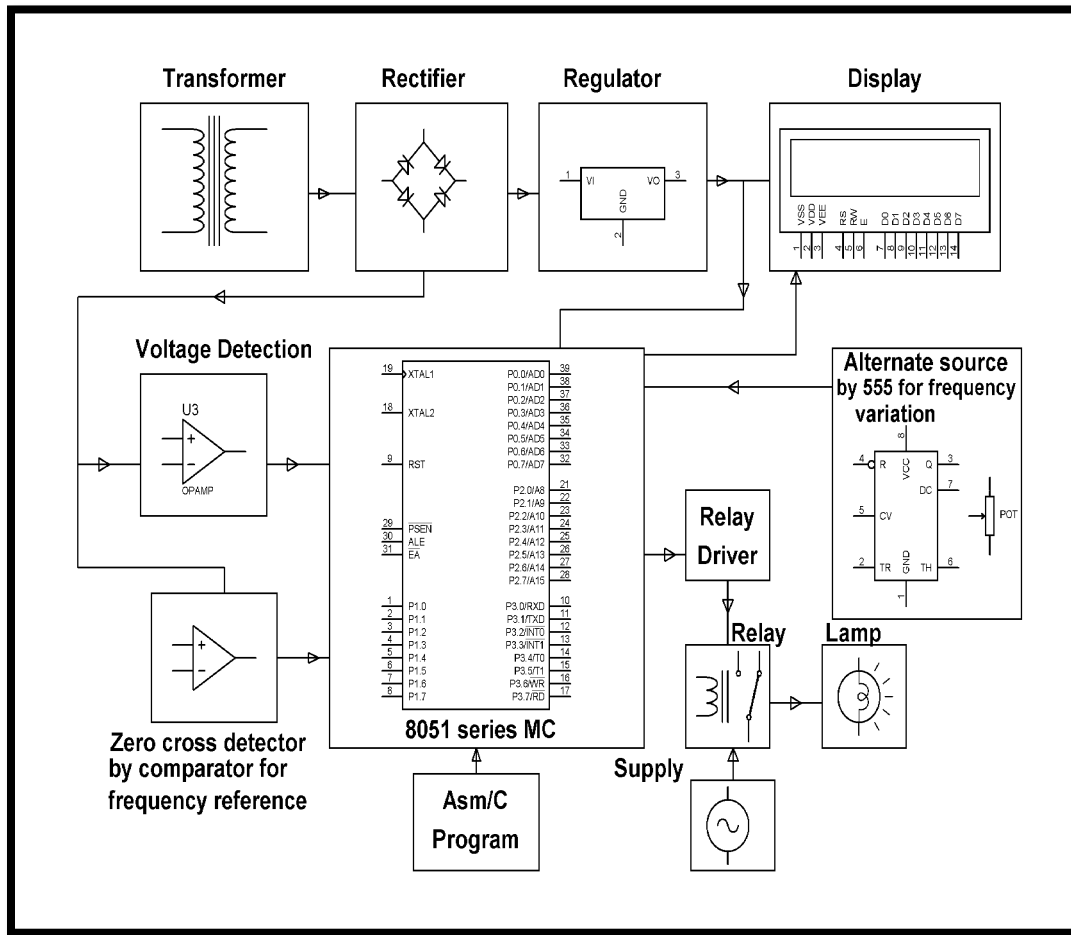 Transformer
Rectifier
Regulator
Display
1 VI VO 3
GND
2
VSS VDD VEE RS RW E D0 D1 D2 D3 D4 D5 D6 D7
1 2 3 4 5 6 7 8 9 10 11 12 13 14
Voltage Detection
U3
OPAMP
19 XTAL1
18 XTAL2
9 RST
29 PSEN
30 ALE
31 EA
1 P1.0
2 P1.1
3 P1.2
4 P1.3
5 P1.4
6 P1.5
7 P1.6
8 P1.7
P0.0/AD0 39
P0.1/AD1 38
P0.2/AD2 37
P0.3/AD3 36
P0.4/AD4 35
P0.5/AD5 34
P0.6/AD6 33
P0.7/AD7 32
P2.0/A8 21
P2.1/A9 22
P2.2/A10 23
P2.3/A11 24
P2.4/A12 25
P2.5/A13 26
P2.6/A14 27
P2.7/A15 28
P3.0/RXD 10
P3.1/TXD 11
P3.2/INT0 12
P3.3/INT1 13
P3.4/T0 14
P3.5/T1 15
P3.6/WR 16
P3.7/RD 17
8051 series MC
Alternate source
by 555 for frequency
variation
8
VCC
4 R Q 3
DC 7
5 CV
POT
2 TR TH 6
GND
1
Relay
Driver
Relay
Lamp
Supply
Zero cross detector
by comparator for
frequency reference
Asm/C
Program